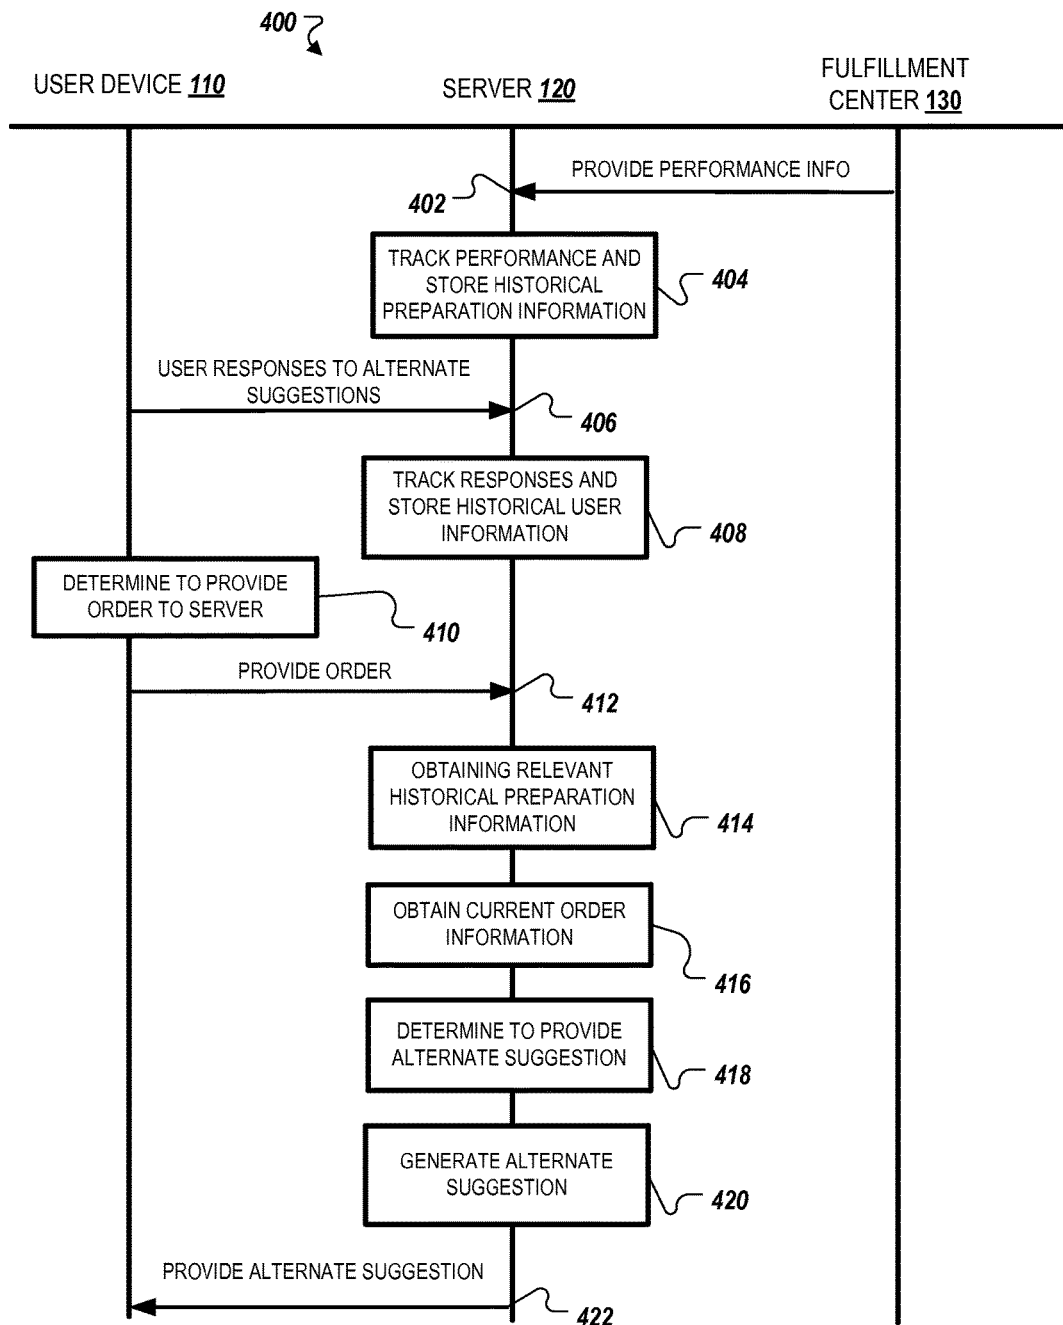 400
USER DEVICE 110
SERVER 120
FULFILLMENT
CENTER 130
PROVIDE PERFORMANCE INFO
402
TRACK PERFORMANCE AND
STORE HISTORICAL
PREPARATION INFORMATION
404
USER RESPONSES TO ALTERNATE
SUGGESTIONS
406
TRACK RESPONSES AND
STORE HISTORICAL USER
INFORMATION
408
DETERMINE TO PROVIDE
ORDER TO SERVER
410
PROVIDE ORDER
412
OBTAINING RELEVANT
HISTORICAL PREPARATION
INFORMATION
414
OBTAIN CURRENT ORDER
INFORMATION
416
DETERMINE TO PROVIDE
ALTERNATE SUGGESTION
418
GENERATE ALTERNATE
SUGGESTION
420
PROVIDE ALTERNATE SUGGESTION
422